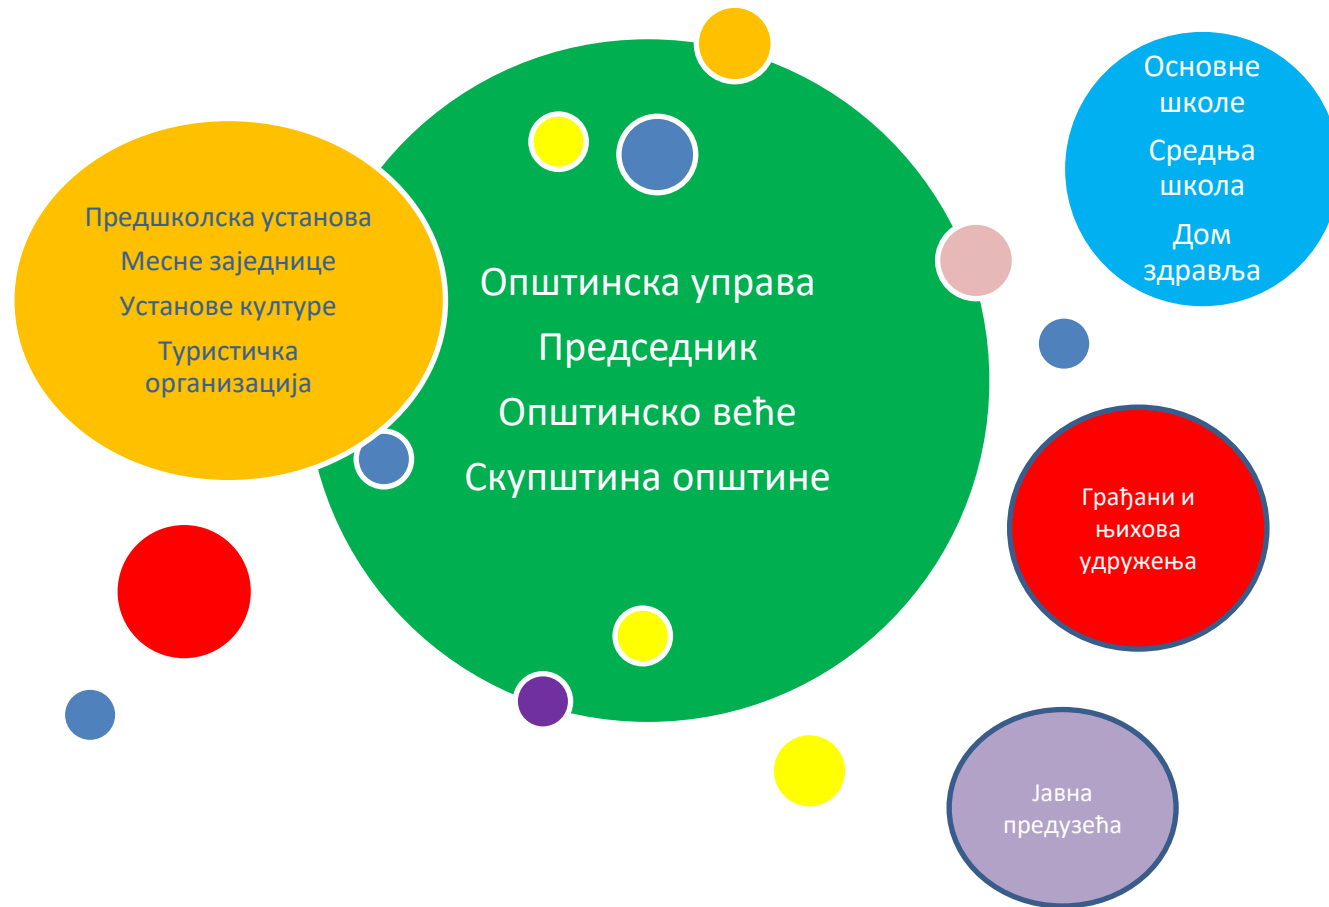 Предшколска установа
Месне заједнице
Установе културе
Туристичка
организација
Општинска управа
Председник
Општинско веће
Скупштина општине
Основне
школе
Средња
школа
Дом
здравља
Грађани и
њихова
удружења
Јавна
предузећа